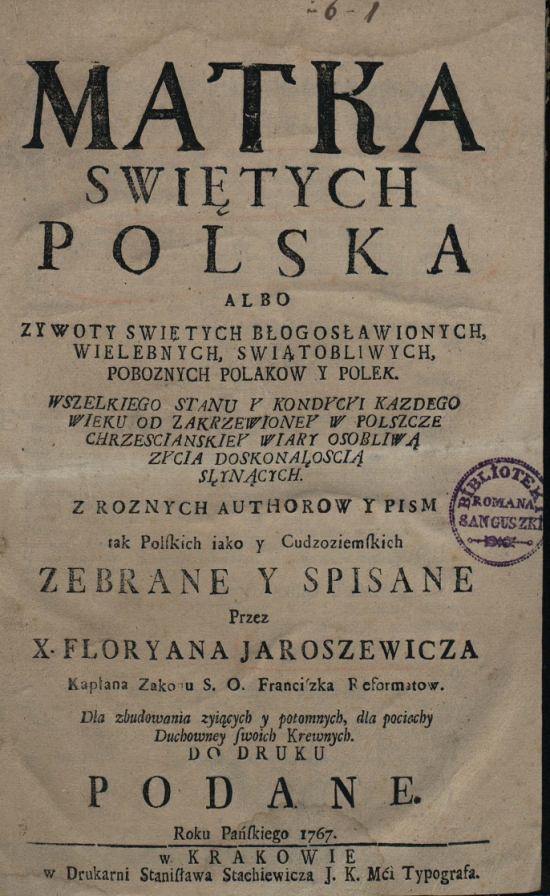 6-1
MATKA
SWIĘTYCH
POLSKA
ALBO
ZYWOTY SWIĘTYCH BŁOGOSŁAWIONYCH,
WIELEBNYCH, SWIĄTOBLIWYCH,
POBOZNYCH POLAKOW Y POLEK.
WSZELKIEGO STANU Y KONDYCYI KAZDEGO
WIEKU OD ZAKRZEWIONEY W POLSZCZE
CHRZESCIANSKIEY WIARY OSOBLIWĄ
ZYCIA DOSKONAŁOSCIĄ
SŁYNĄCYCH.
Z ROZNYCH AUTHOROW Y PISM
BIBLIOTEKA
ROMANA
SANGUSZKI
tak Polſkich iako y Cudzoziemſkich
ZEBRANE Y SPISANE
Przez
X. FLORYANA JAROSZEWICZA
Kapłana Zakonu S. O. Franciſzka Reformatow.
Dla zbudowania zyiących y potomnych, dla pociechy
Duchowney ſwoich Krewnych.
DO DRUKU
PODANE.
Roku Pańſkiego 1767.
w KRAKOWIE
w Drukarni Staniſława Stachiewicza J. K. Mći Typografa.